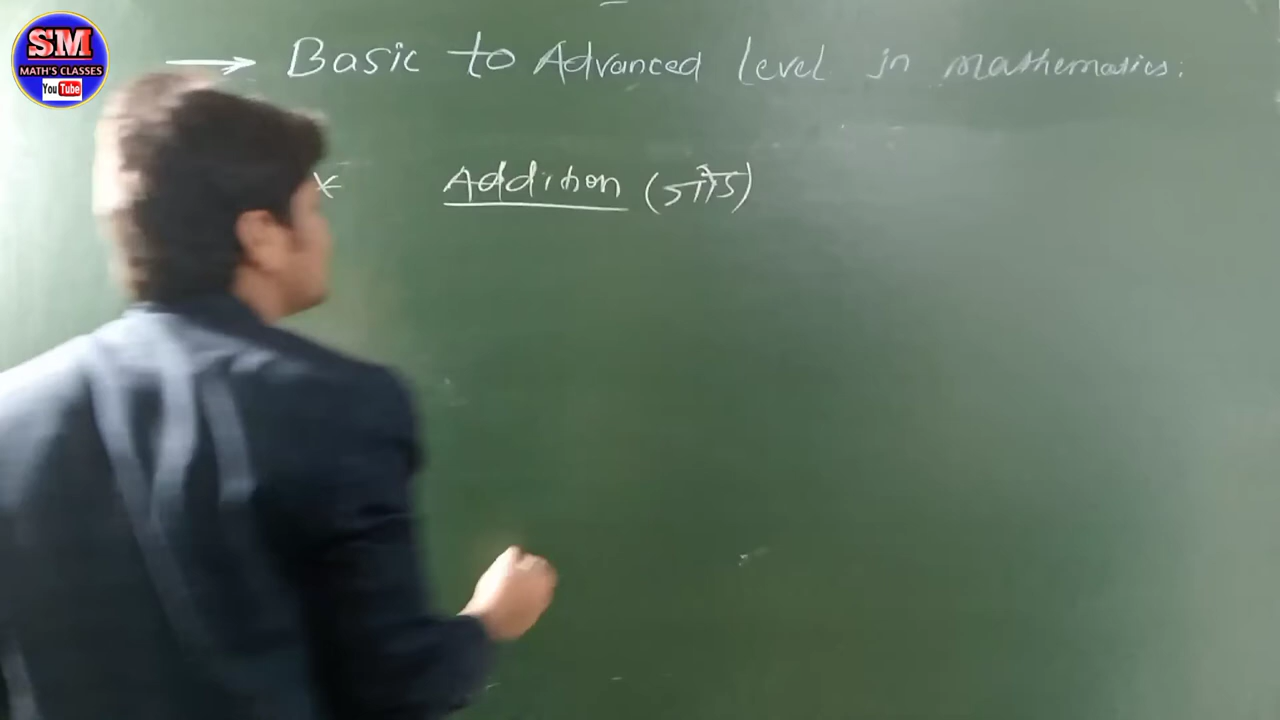 SM
MATH'S CLASSES
YouTube
→ Basic to Advanced Level in mathematics.
* Addition (जोड़)